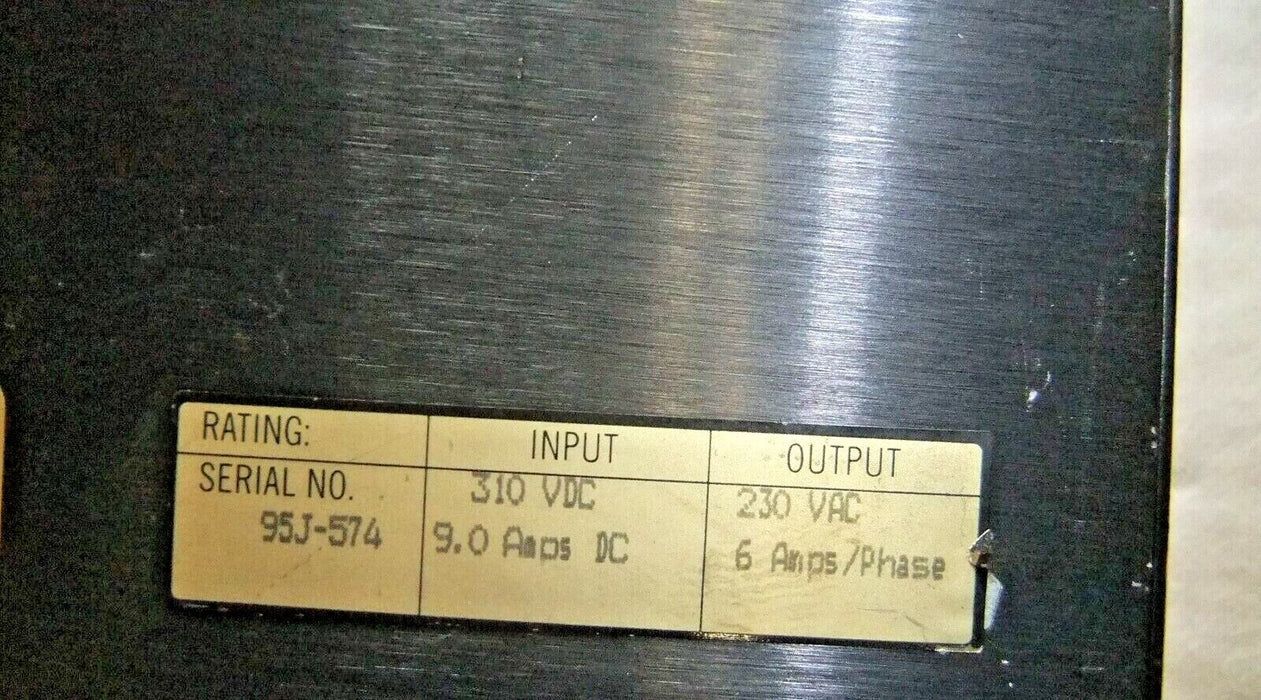 RATING:
INPUT
OUTPUT
SERIAL NO.
95J-574
310 VDC
9.0 Amps DC
230 VAC
6 Amps/Phase